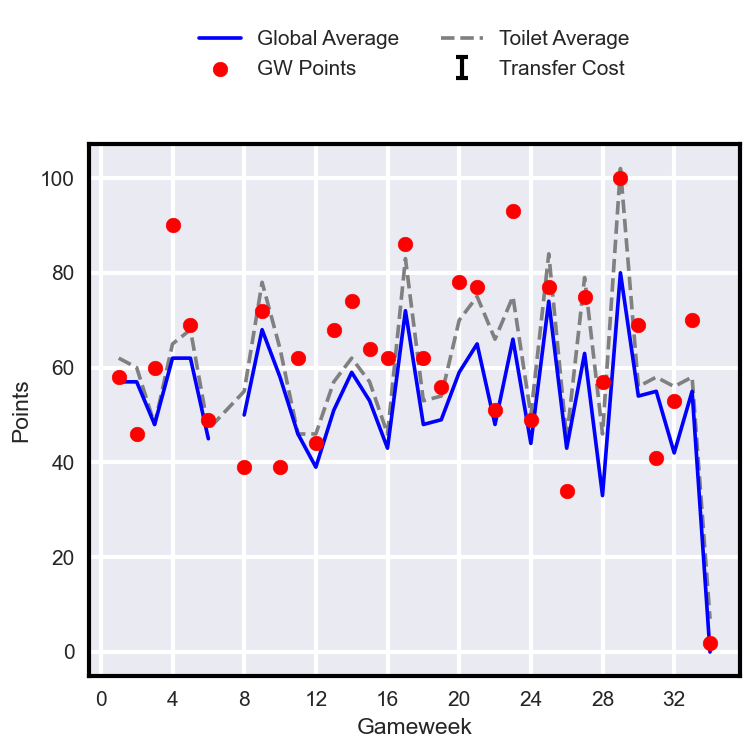 Global Average
Toilet Average
GW Points
Transfer Cost
100
80
60
40
20
0
Points
0 4 8 12 16 20 24 28 32
Gameweek